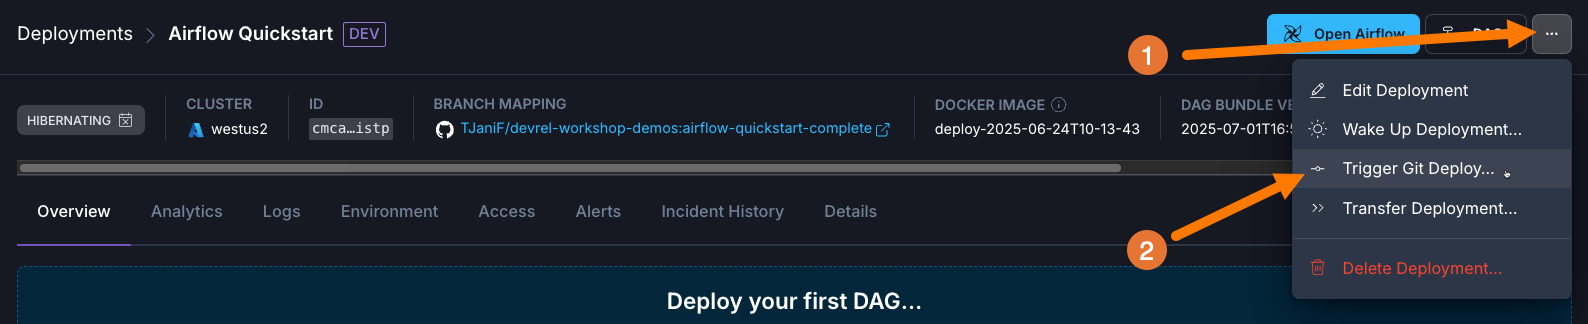 Deployments > Airflow Quickstart DEV
1
Open Airflow
...
CLUSTER
ID
BRANCH MAPPING
DOCKER IMAGE
DAG BUNDLE
HIBERNATING
westus2
cmca…istp
TJaniF/devrel-workshop-demos:airflow-quickstart-complete
deploy-2025-06-24T10-13-43
2025-07-01T16:
Edit Deployment
Wake Up Deployment...
Trigger Git Deploy...
Transfer Deployment...
Delete Deployment...
2
Overview Analytics Logs Environment Access Alerts Incident History Details
Deploy your first DAG...